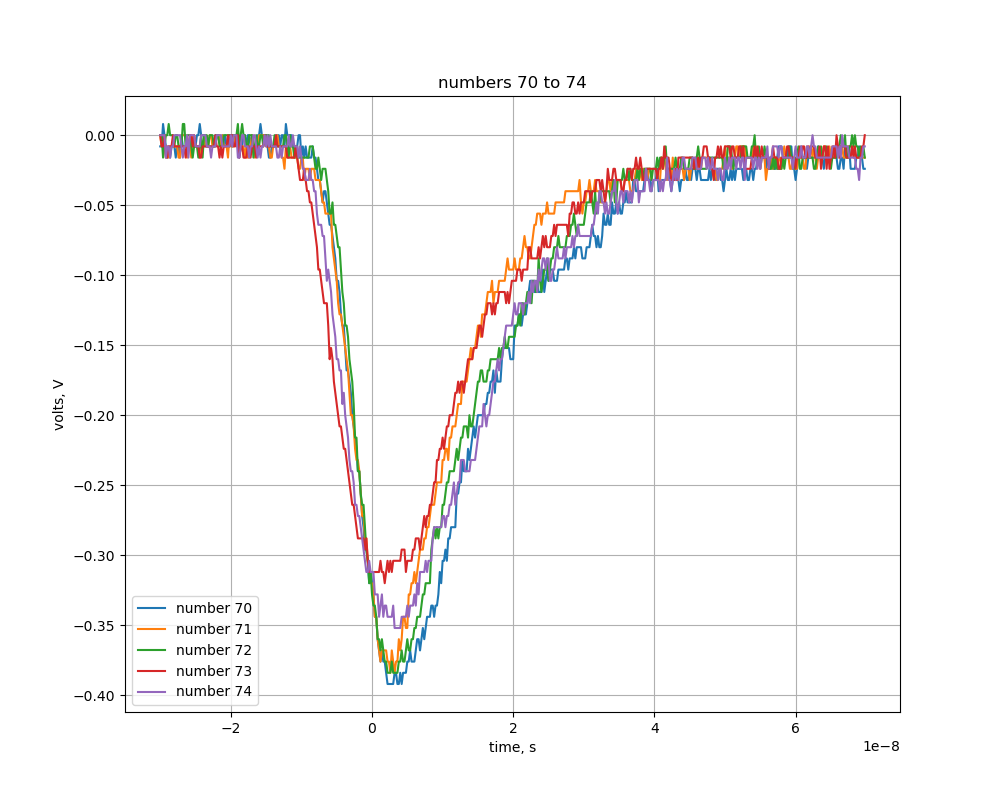 numbers 70 to 74
volts, V
0.00
−0.05
−0.10
−0.15
−0.20
−0.25
−0.30
−0.35
−0.40
number 70
number 71
number 72
number 73
number 74
−2
0
2
4
6
time, s
1e−8